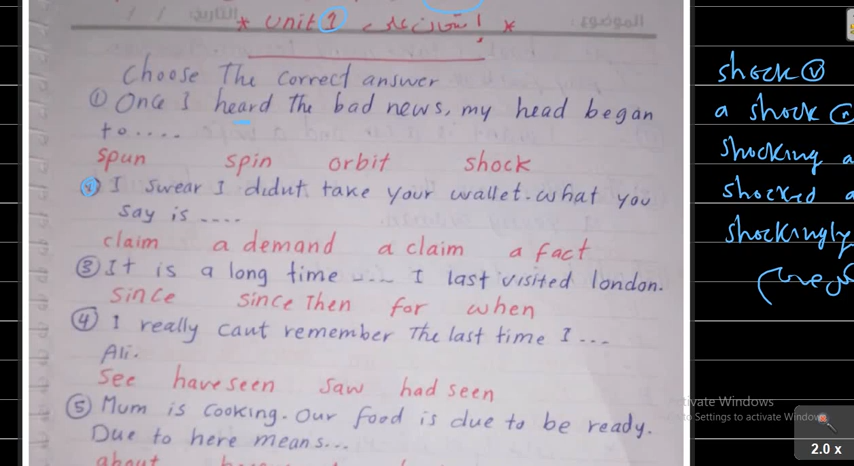 الموضوع
التاريخ / /
* Unit 1 *
Choose The correct answer
① Once I heard The bad news, my head began
to....
spun spin orbit shock
② I swear I didn't take your wallet. what you
say is ....
claim a demand a claim a fact
③ It is a long time .... I last visited london.
since since Then for when
④ I really can't remember The last time I ...
Ali.
see have seen saw had seen
⑤ Mum is cooking. Our food is due to be ready.
Due to here means...
about
shock v
a shock n
shocking a
shocked a
shockingly
Activate Windows
Go to Settings to activate Windows.
2.0 x